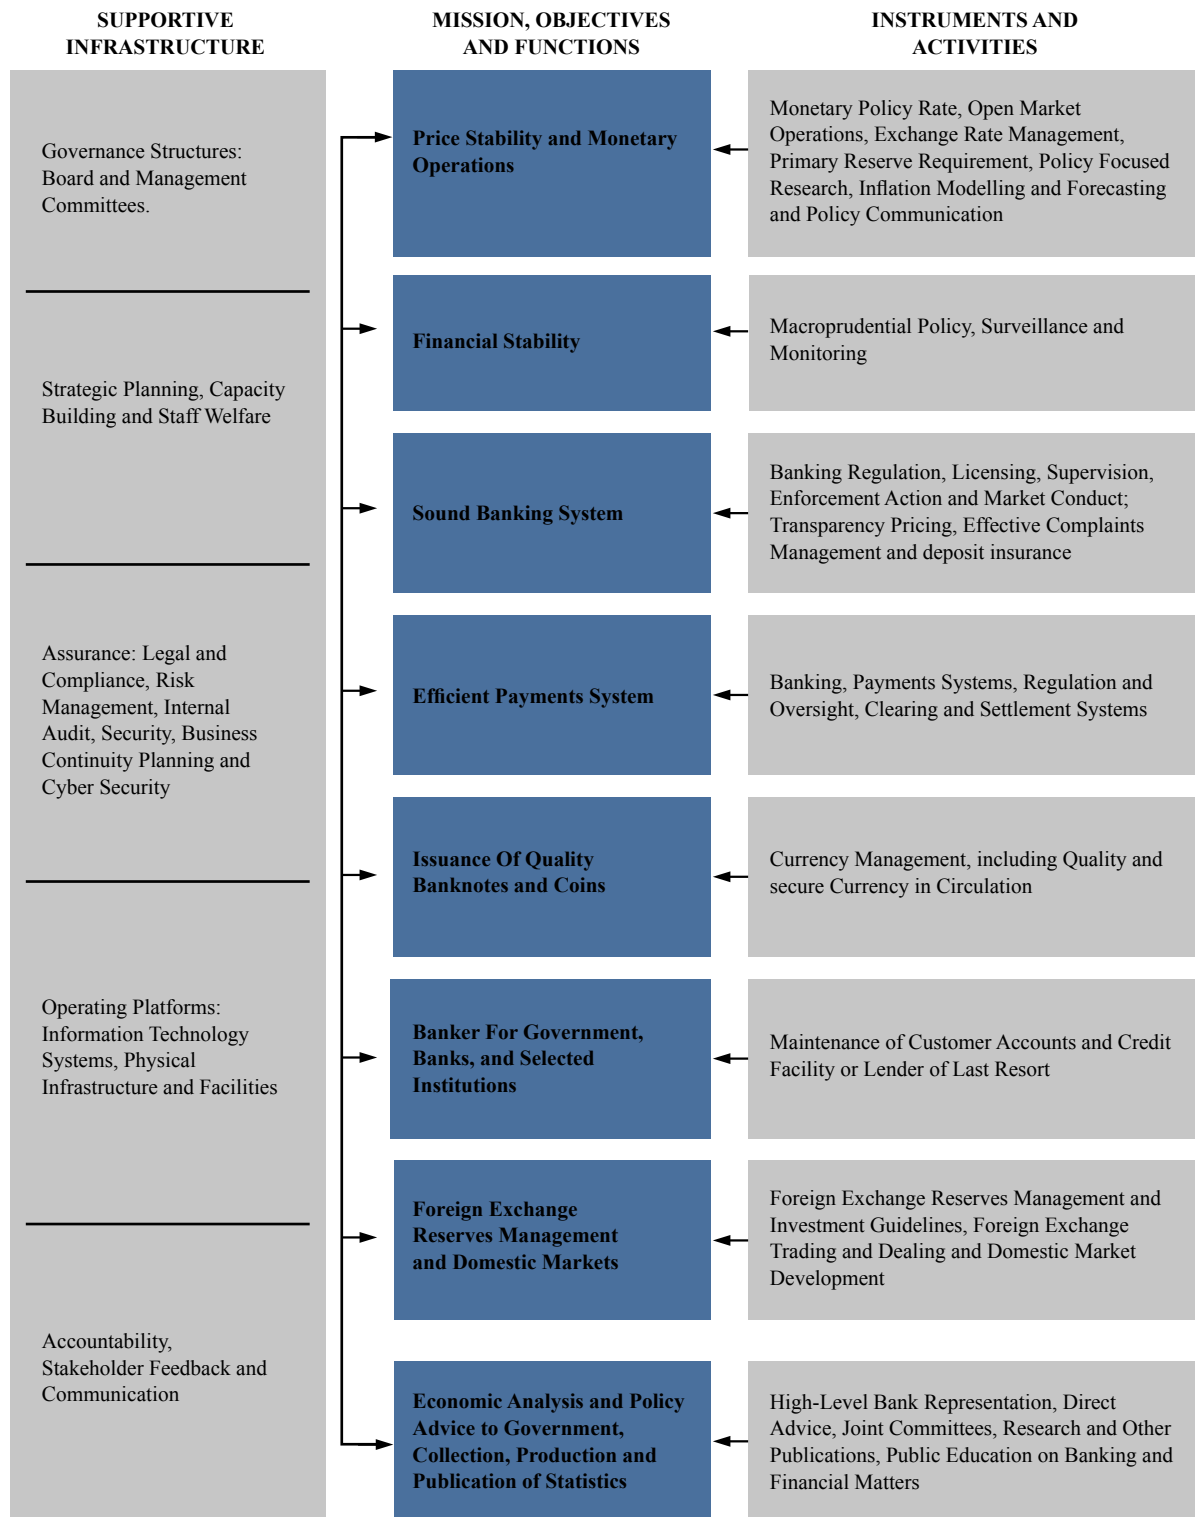 SUPPORTIVE
INFRASTRUCTURE
Governance Structures:
Board and Management
Committees.
Strategic Planning, Capacity
Building and Staff Welfare
Assurance: Legal and
Compliance, Risk
Management, Internal
Audit, Security, Business
Continuity Planning and
Cyber Security
Operating Platforms:
Information Technology
Systems, Physical
Infrastructure and Facilities
Accountability,
Stakeholder Feedback and
Communication
MISSION, OBJECTIVES
AND FUNCTIONS
Price Stability and Monetary
Operations
Financial Stability
Sound Banking System
Efficient Payments System
Issuance Of Quality
Banknotes and Coins
Banker For Government,
Banks, and Selected
Institutions
Foreign Exchange
Reserves Management
and Domestic Markets
Economic Analysis and Policy
Advice to Government,
Collection, Production and
Publication of Statistics
INSTRUMENTS AND
ACTIVITIES
Monetary Policy Rate, Open Market
Operations, Exchange Rate Management,
Primary Reserve Requirement, Policy Focused
Research, Inflation Modelling and Forecasting
and Policy Communication
Macroprudential Policy, Surveillance and
Monitoring
Banking Regulation, Licensing, Supervision,
Enforcement Action and Market Conduct;
Transparency Pricing, Effective Complaints
Management and deposit insurance
Banking, Payments Systems, Regulation and
Oversight, Clearing and Settlement Systems
Currency Management, including Quality and
secure Currency in Circulation
Maintenance of Customer Accounts and Credit
Facility or Lender of Last Resort
Foreign Exchange Reserves Management and
Investment Guidelines, Foreign Exchange
Trading and Dealing and Domestic Market
Development
High-Level Bank Representation, Direct
Advice, Joint Committees, Research and Other
Publications, Public Education on Banking and
Financial Matters